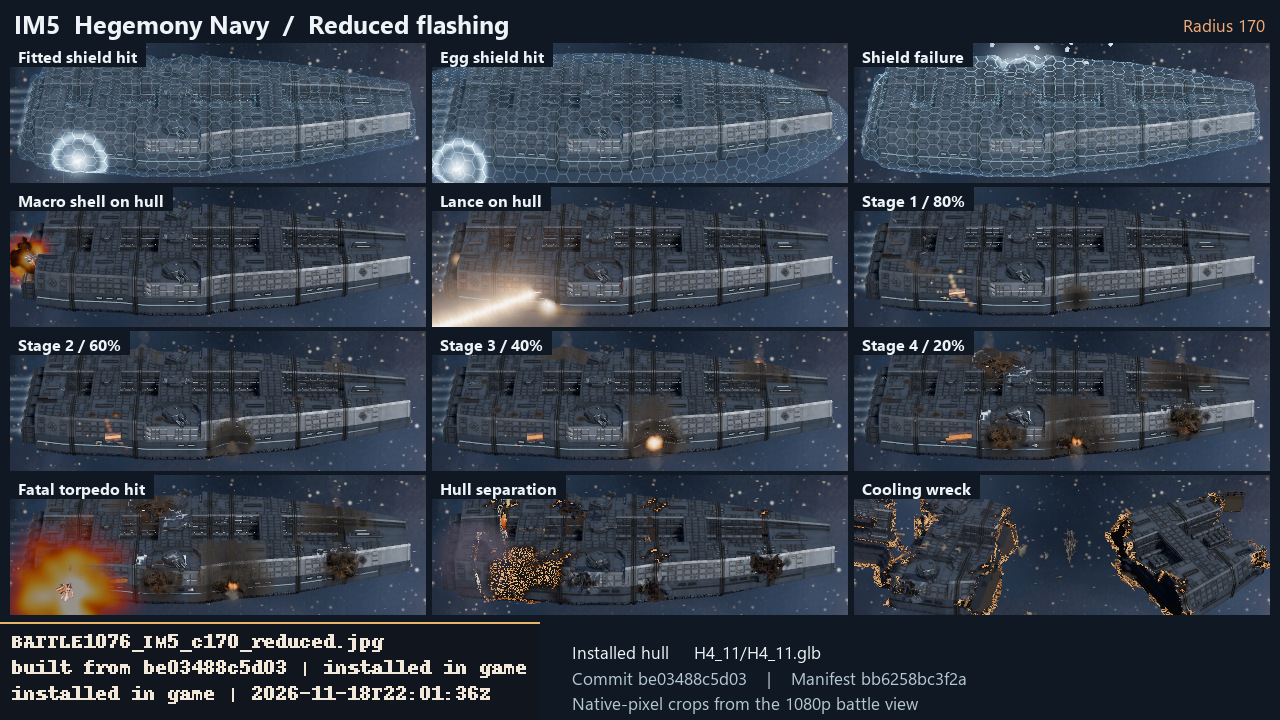 IM5 Hegemony Navy / Reduced flashing
Radius 170
Fitted shield hit
Egg shield hit
Shield failure
Macro shell on hull
Lance on hull
Stage 1 / 80%
Stage 2 / 60%
Stage 3 / 40%
Stage 4 / 20%
Fatal torpedo hit
Hull separation
Cooling wreck
BATTLE1076_IM5_c170_reduced.jpg
built from be03488c5d03 | installed in game
installed in game | 2026-11-18T22:01:36Z
Installed hull H4_11/H4_11.glb
Commit be03488c5d03 | Manifest bb6258bc3f2a
Native-pixel crops from the 1080p battle view